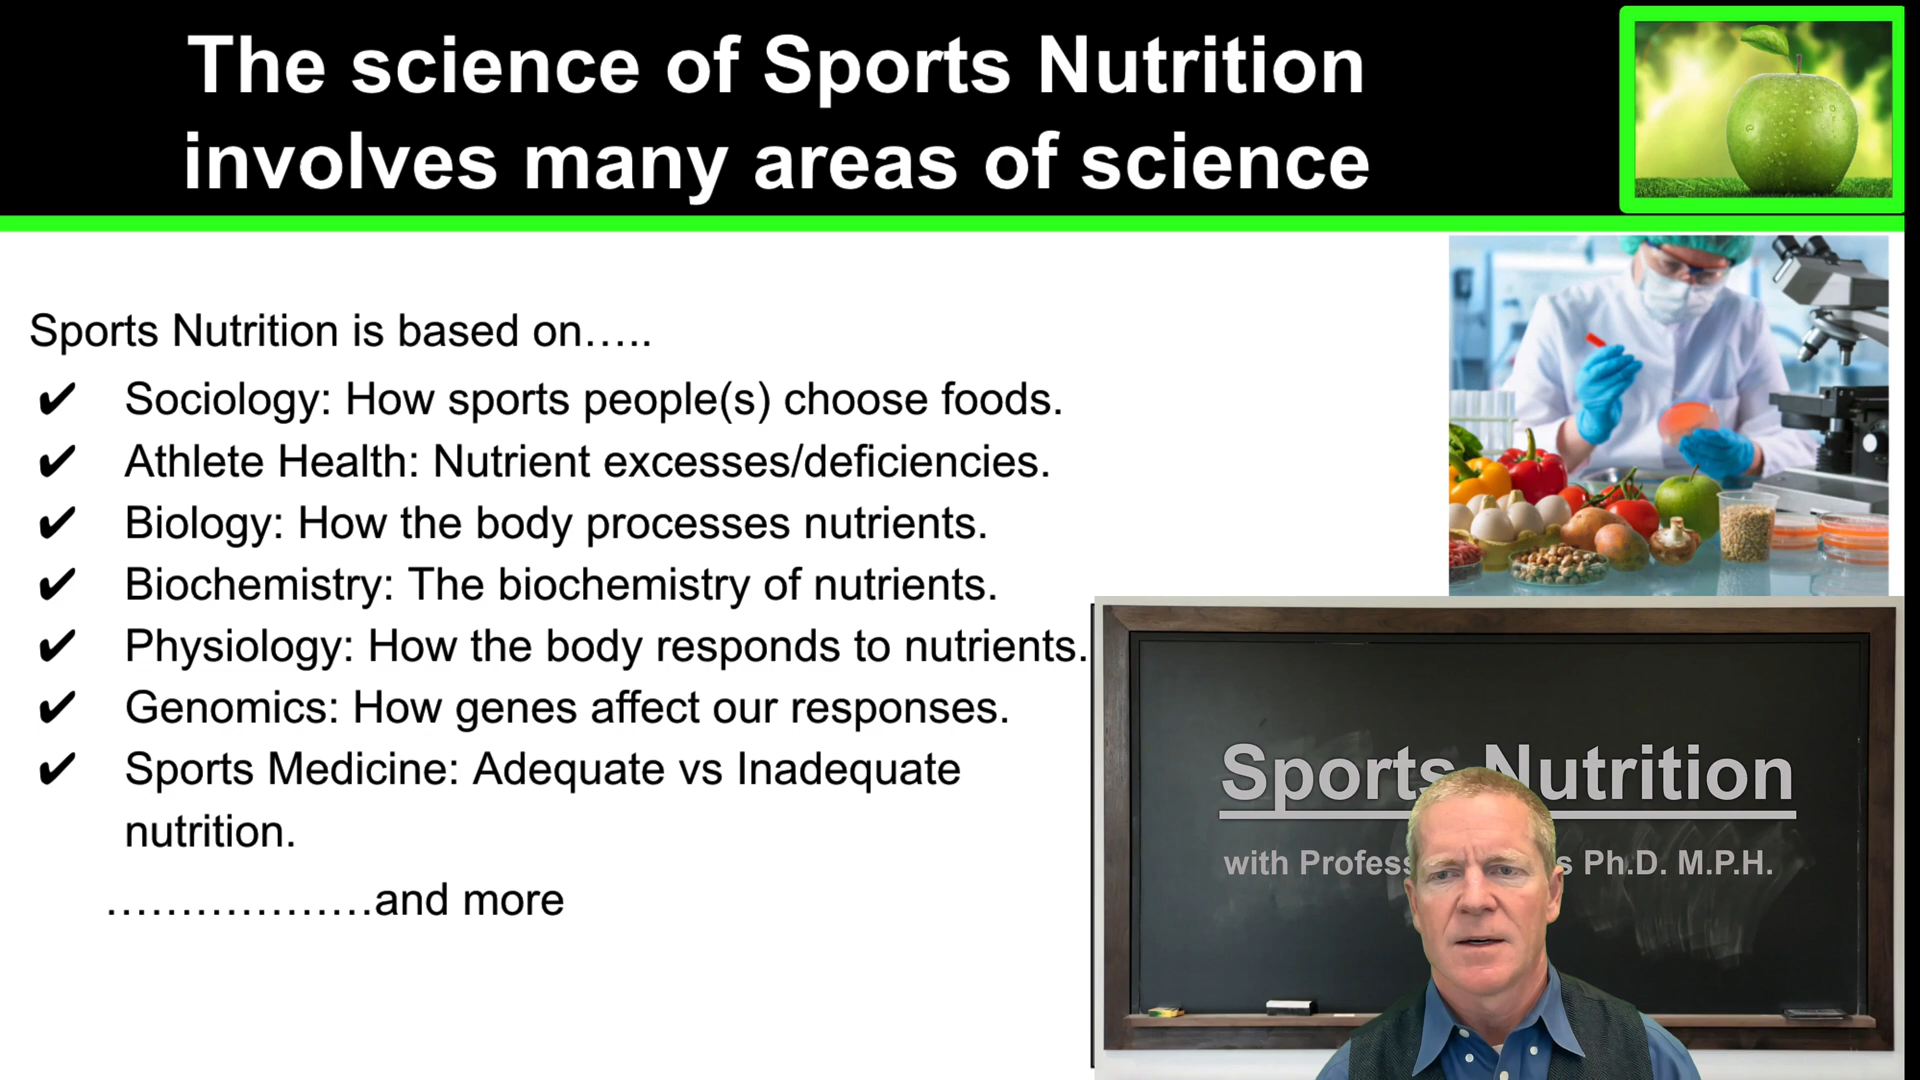 The science of Sports Nutrition
involves many areas of science
Sports Nutrition is based on…..
✔ Sociology: How sports people(s) choose foods.
✔ Athlete Health: Nutrient excesses/deficiencies.
✔ Biology: How the body processes nutrients.
✔ Biochemistry: The biochemistry of nutrients.
✔ Physiology: How the body responds to nutrients.
✔ Genomics: How genes affect our responses.
✔ Sports Medicine: Adequate vs Inadequate
nutrition.
………………and more
Sports Nutrition
with Ph.D. M.P.H.